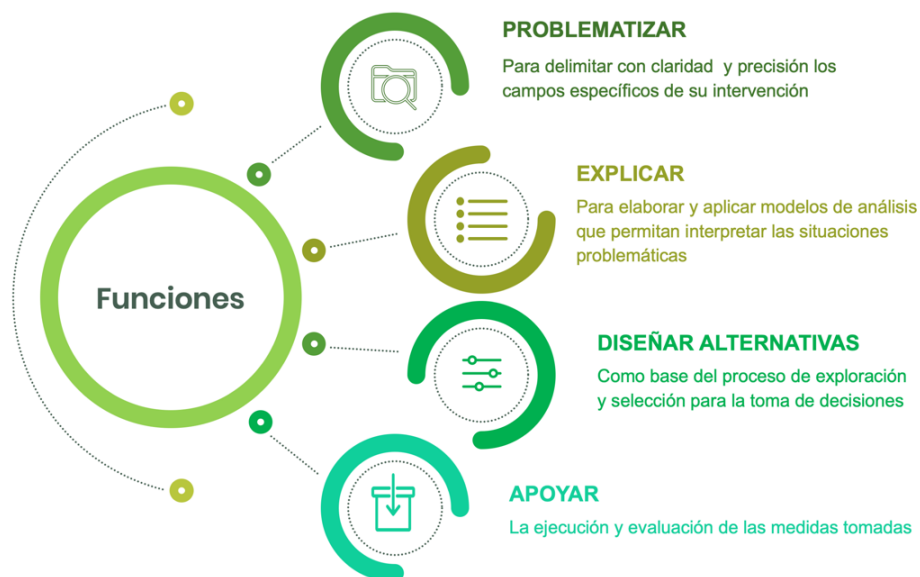 Funciones
PROBLEMATIZAR
Para delimitar con claridad y precisión los
campos específicos de su intervención
EXPLICAR
Para elaborar y aplicar modelos de análisis
que permitan interpretar las situaciones
problemáticas
DISEÑAR ALTERNATIVAS
Como base del proceso de exploración
y selección para la toma de decisiones
APOYAR
La ejecución y evaluación de las medidas tomadas